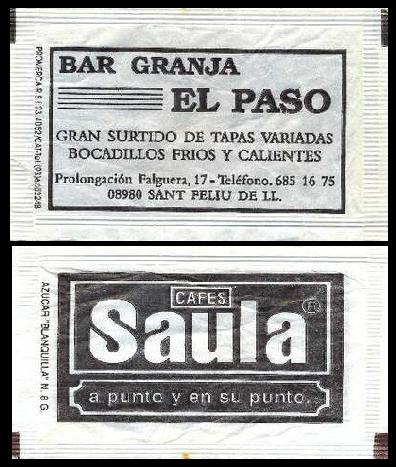 BAR GRANJA
EL PASO
GRAN SURTIDO DE TAPAS VARIADAS
BOCADILLOS FRIOS Y CALIENTES
Prolongación Falguera, 17 - Teléfono. 685 16 75
08980 SANT FELIU DE LL.
CAFES
Saula®
a punto y en su punto.
AZUCAR "BLANQUILLA" N. 8 G.